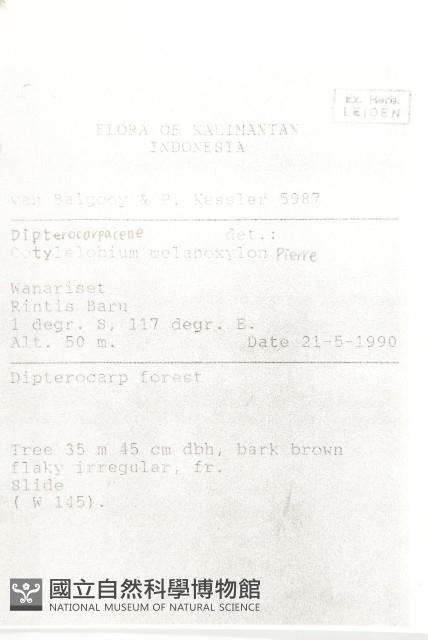 Ex. Herb.
LEIDEN
FLORA OF KALIMANTAN
INDONESIA
van Balgooy & P. Kessler 5987
Dipterocarpaceae det.:
Cotylelobium melanoxylon Pierre
Wanariset
Rintis Baru
1 degr. S, 117 degr. E.
Alt. 50 m. Date 21-5-1990
Dipterocarp forest
Tree 35 m 45 cm dbh, bark brown
flaky irregular, fr.
Slide
( W 145).
國立自然科學博物館
NATIONAL MUSEUM OF NATURAL SCIENCE